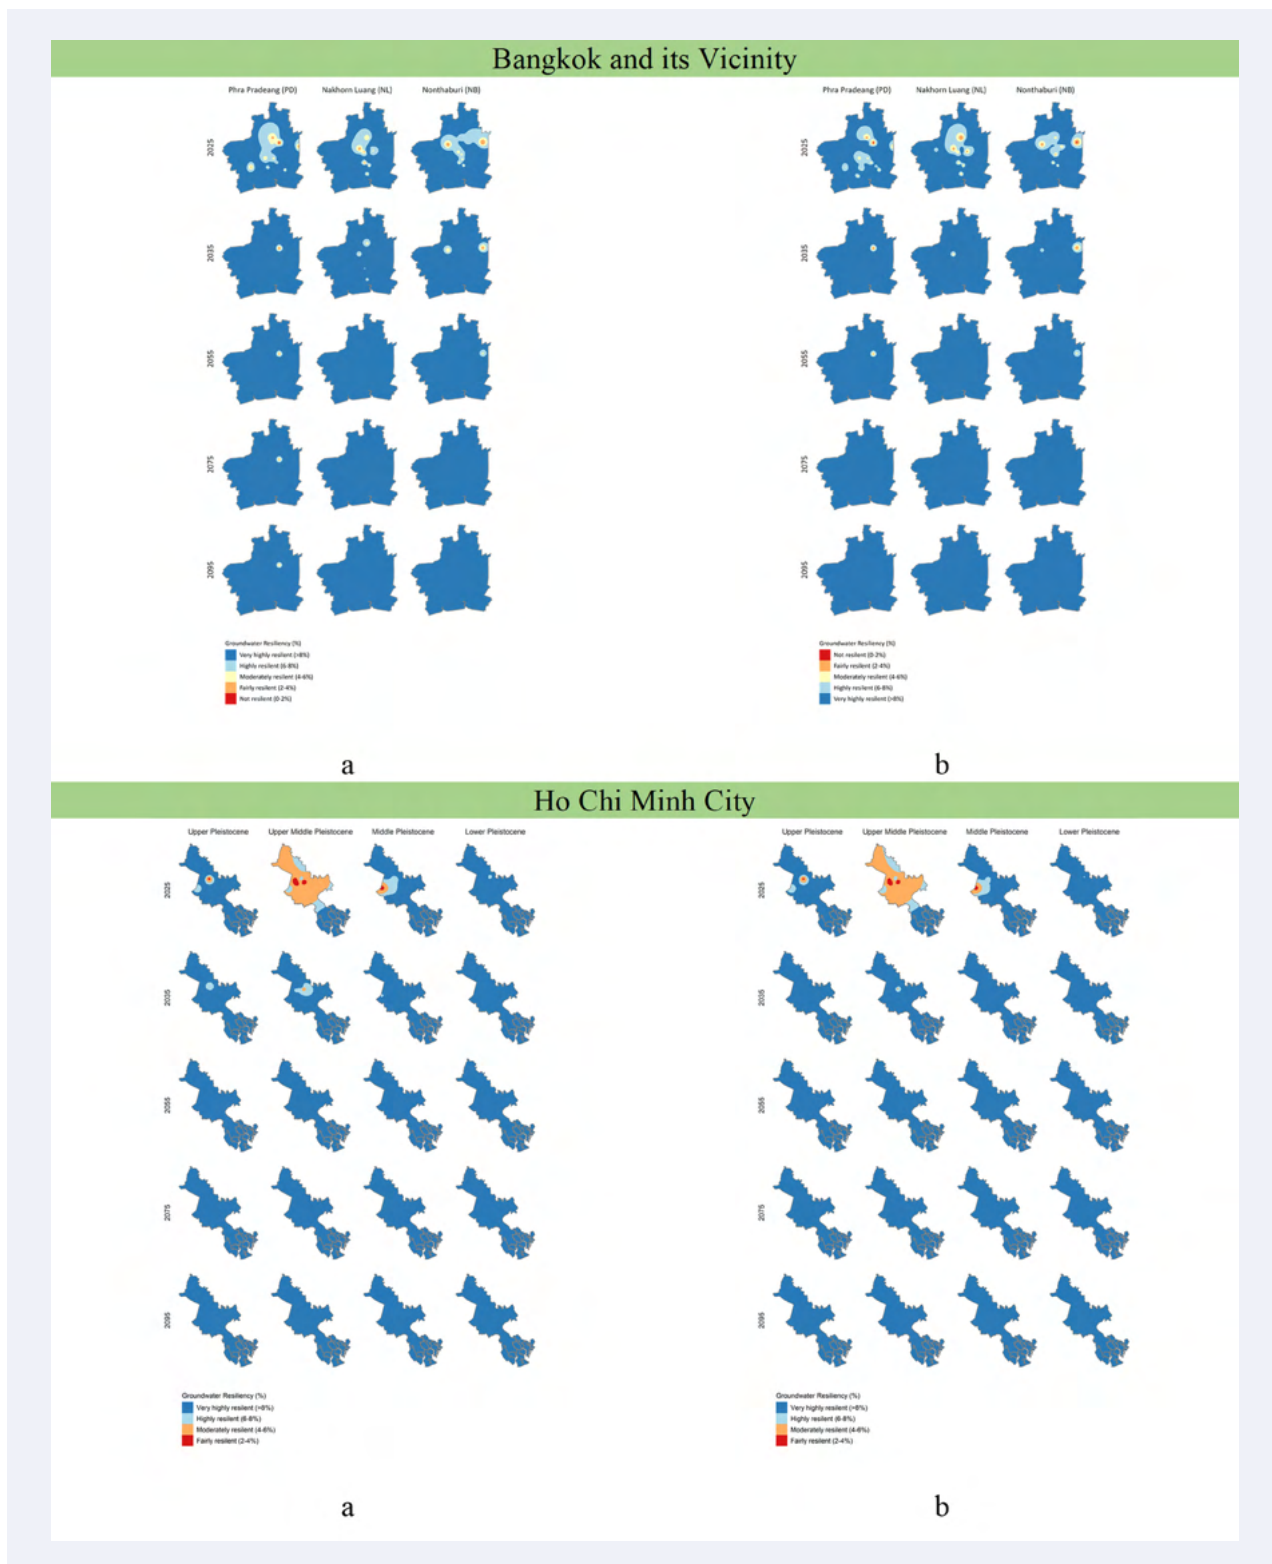 Bangkok and its Vicinity
Phra Pradeang (PD) Nakhorn Luang (NL) Nonthaburi (NB)
2025
2035
2055
2075
2095
Groundwater Resiliency (%)
Very highly resilient (>8%)
Highly resilient (6-8%)
Moderately resilient (4-6%)
Fairly resilient (2-4%)
Not resilient (0-2%)
a
Phra Pradeang (PD) Nakhorn Luang (NL) Nonthaburi (NB)
2025
2035
2055
2075
2095
Groundwater Resiliency (%)
Not resilient (0-2%)
Fairly resilient (2-4%)
Moderately resilient (4-6%)
Highly resilient (6-8%)
Very highly resilient (>8%)
b
Ho Chi Minh City
Upper Pleistocene Upper Middle Pleistocene Middle Pleistocene Lower Pleistocene
2025
2035
2055
2075
2095
Groundwater Resiliency (%)
Very highly resilient (>8%)
Highly resilient (6-8%)
Moderately resilient (4-6%)
Fairly resilient (2-4%)
a
Upper Pleistocene Upper Middle Pleistocene Middle Pleistocene Lower Pleistocene
2025
2035
2055
2075
2095
Groundwater Resiliency (%)
Very highly resilient (>8%)
Highly resilient (6-8%)
Moderately resilient (4-6%)
Fairly resilient (2-4%)
b